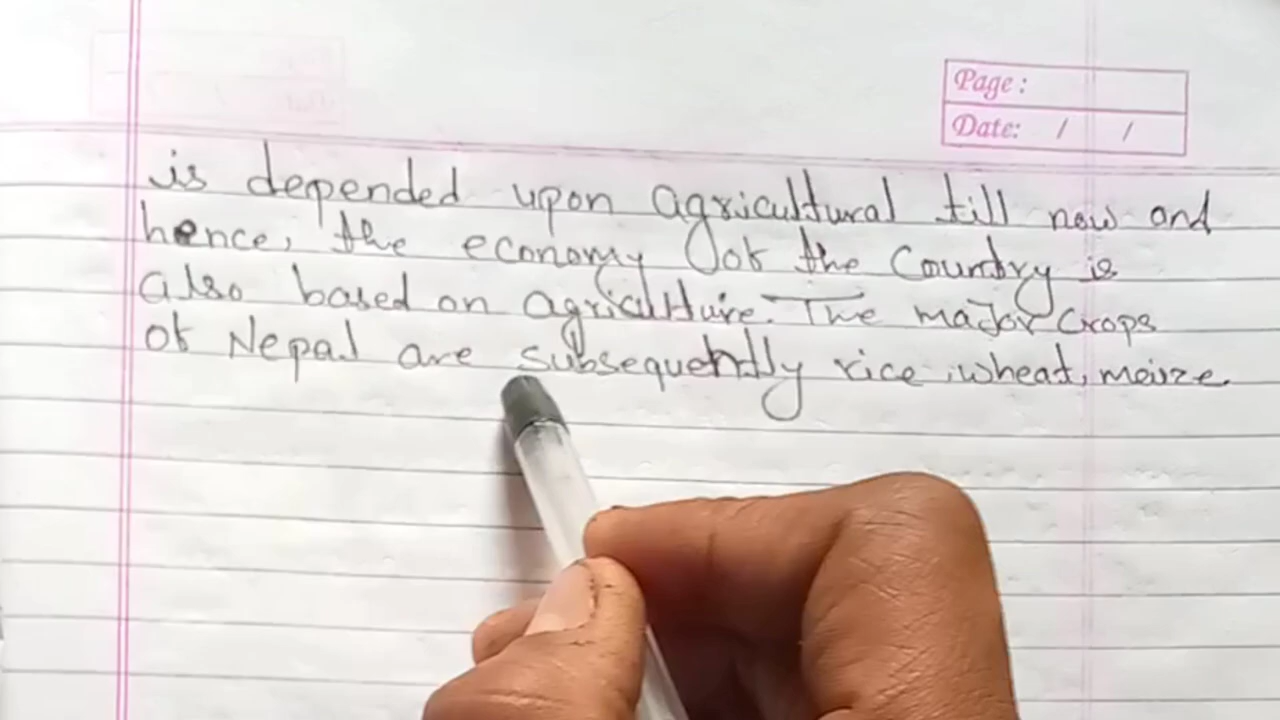 Page:
Date: / /
is depended upon agricultural till now and
hence, the economy of the Country is
also based on agriculture. The major crops
of Nepal are subsequently rice, wheat, meize